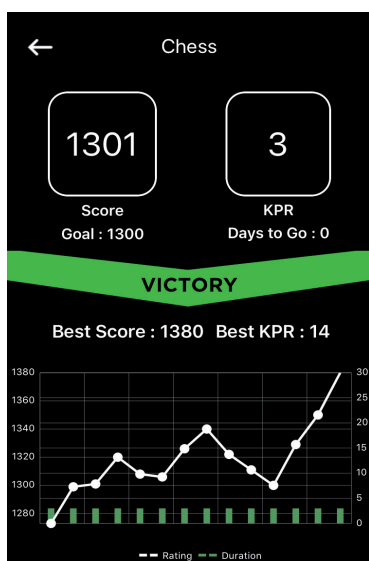 Chess
1301 3
Score KPR
Goal : 1300 Days to Go : 0
VICTORY
Best Score : 1380 Best KPR : 14
1380 30
1360 25
1340 20
1320 15
1300 10
1280 5
0
Rating Duration